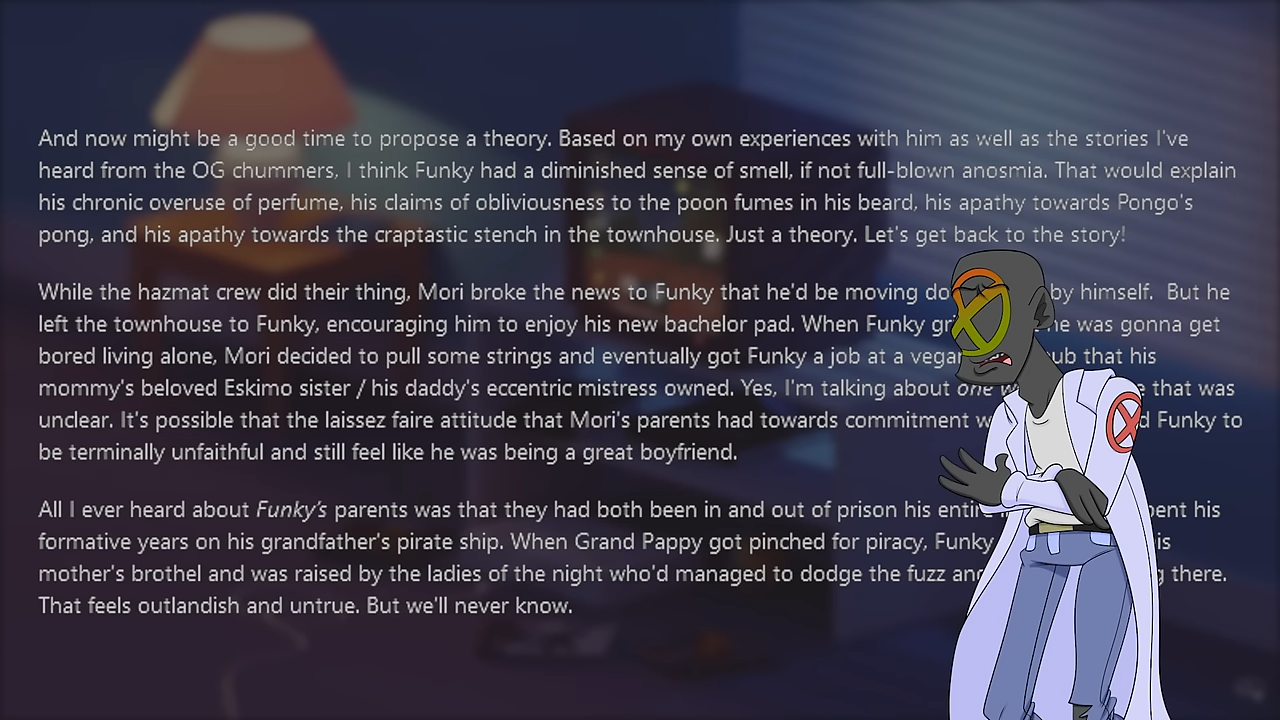 And now might be a good time to propose a theory. Based on my own experiences with him as well as the stories I've
heard from the OG chummers, I think Funky had a diminished sense of smell, if not full-blown anosmia. That would explain
his chronic overuse of perfume, his claims of obliviousness to the poon fumes in his beard, his apathy towards Pongo's
pong, and his apathy towards the craptastic stench in the townhouse. Just a theory. Let's get back to the story!
While the hazmat crew did their thing, Mori broke the news to Funky that he'd be moving by himself. But he
left the townhouse to Funky, encouraging him to enjoy his new bachelor pad. When Funky he was gonna get
bored living alone, Mori decided to pull some strings and eventually got Funky a job at a that his
mommy's beloved Eskimo sister / his daddy's eccentric mistress owned. Yes, I'm talking about one that was
unclear. It's possible that the laissez faire attitude that Mori's parents had towards commitment Funky to
be terminally unfaithful and still feel like he was being a great boyfriend.
All I ever heard about Funky's parents was that they had both been in and out of prison his his
formative years on his grandfather's pirate ship. When Grand Pappy got pinched for piracy, Funky
mother's brothel and was raised by the ladies of the night who'd managed to dodge the fuzz there.
That feels outlandish and untrue. But we'll never know.